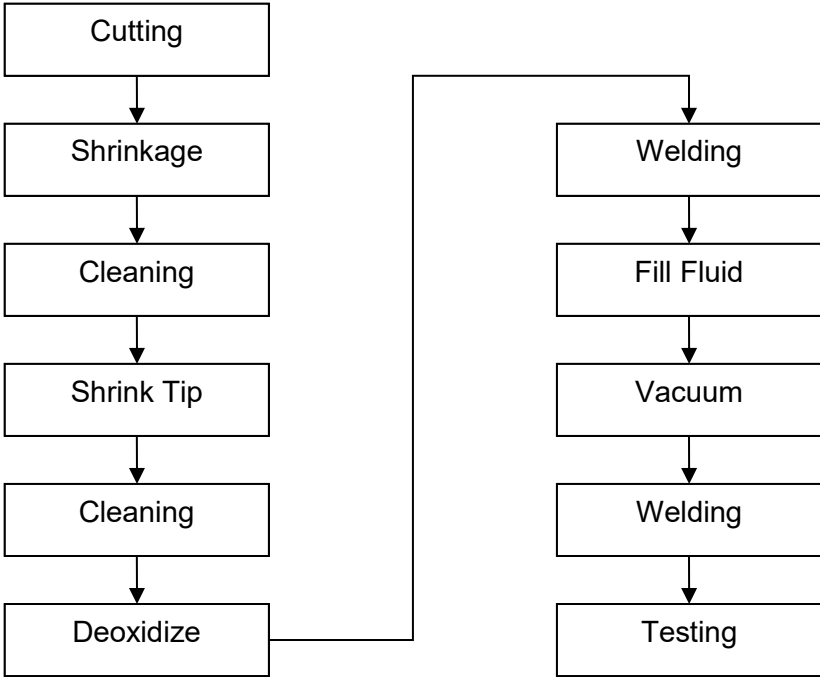 Cutting
Shrinkage
Cleaning
Shrink Tip
Cleaning
Deoxidize
Welding
Fill Fluid
Vacuum
Welding
Testing